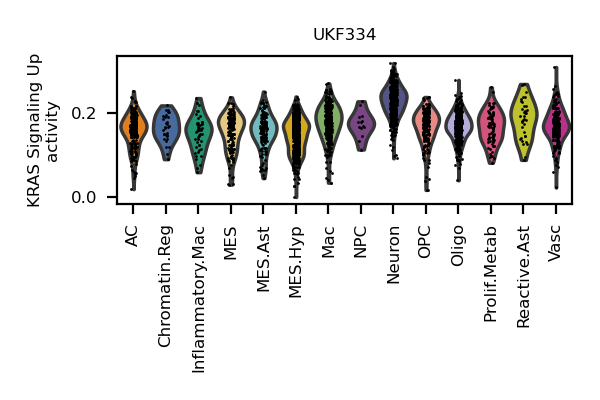 UKF334
KRAS Signaling Up
activity
0.2
0.0
AC
Chromatin.Reg
Inflammatory.Mac
MES
MES.Ast
MES.Hyp
Mac
NPC
Neuron
OPC
Oligo
Prolif.Metab
Reactive.Ast
Vasc